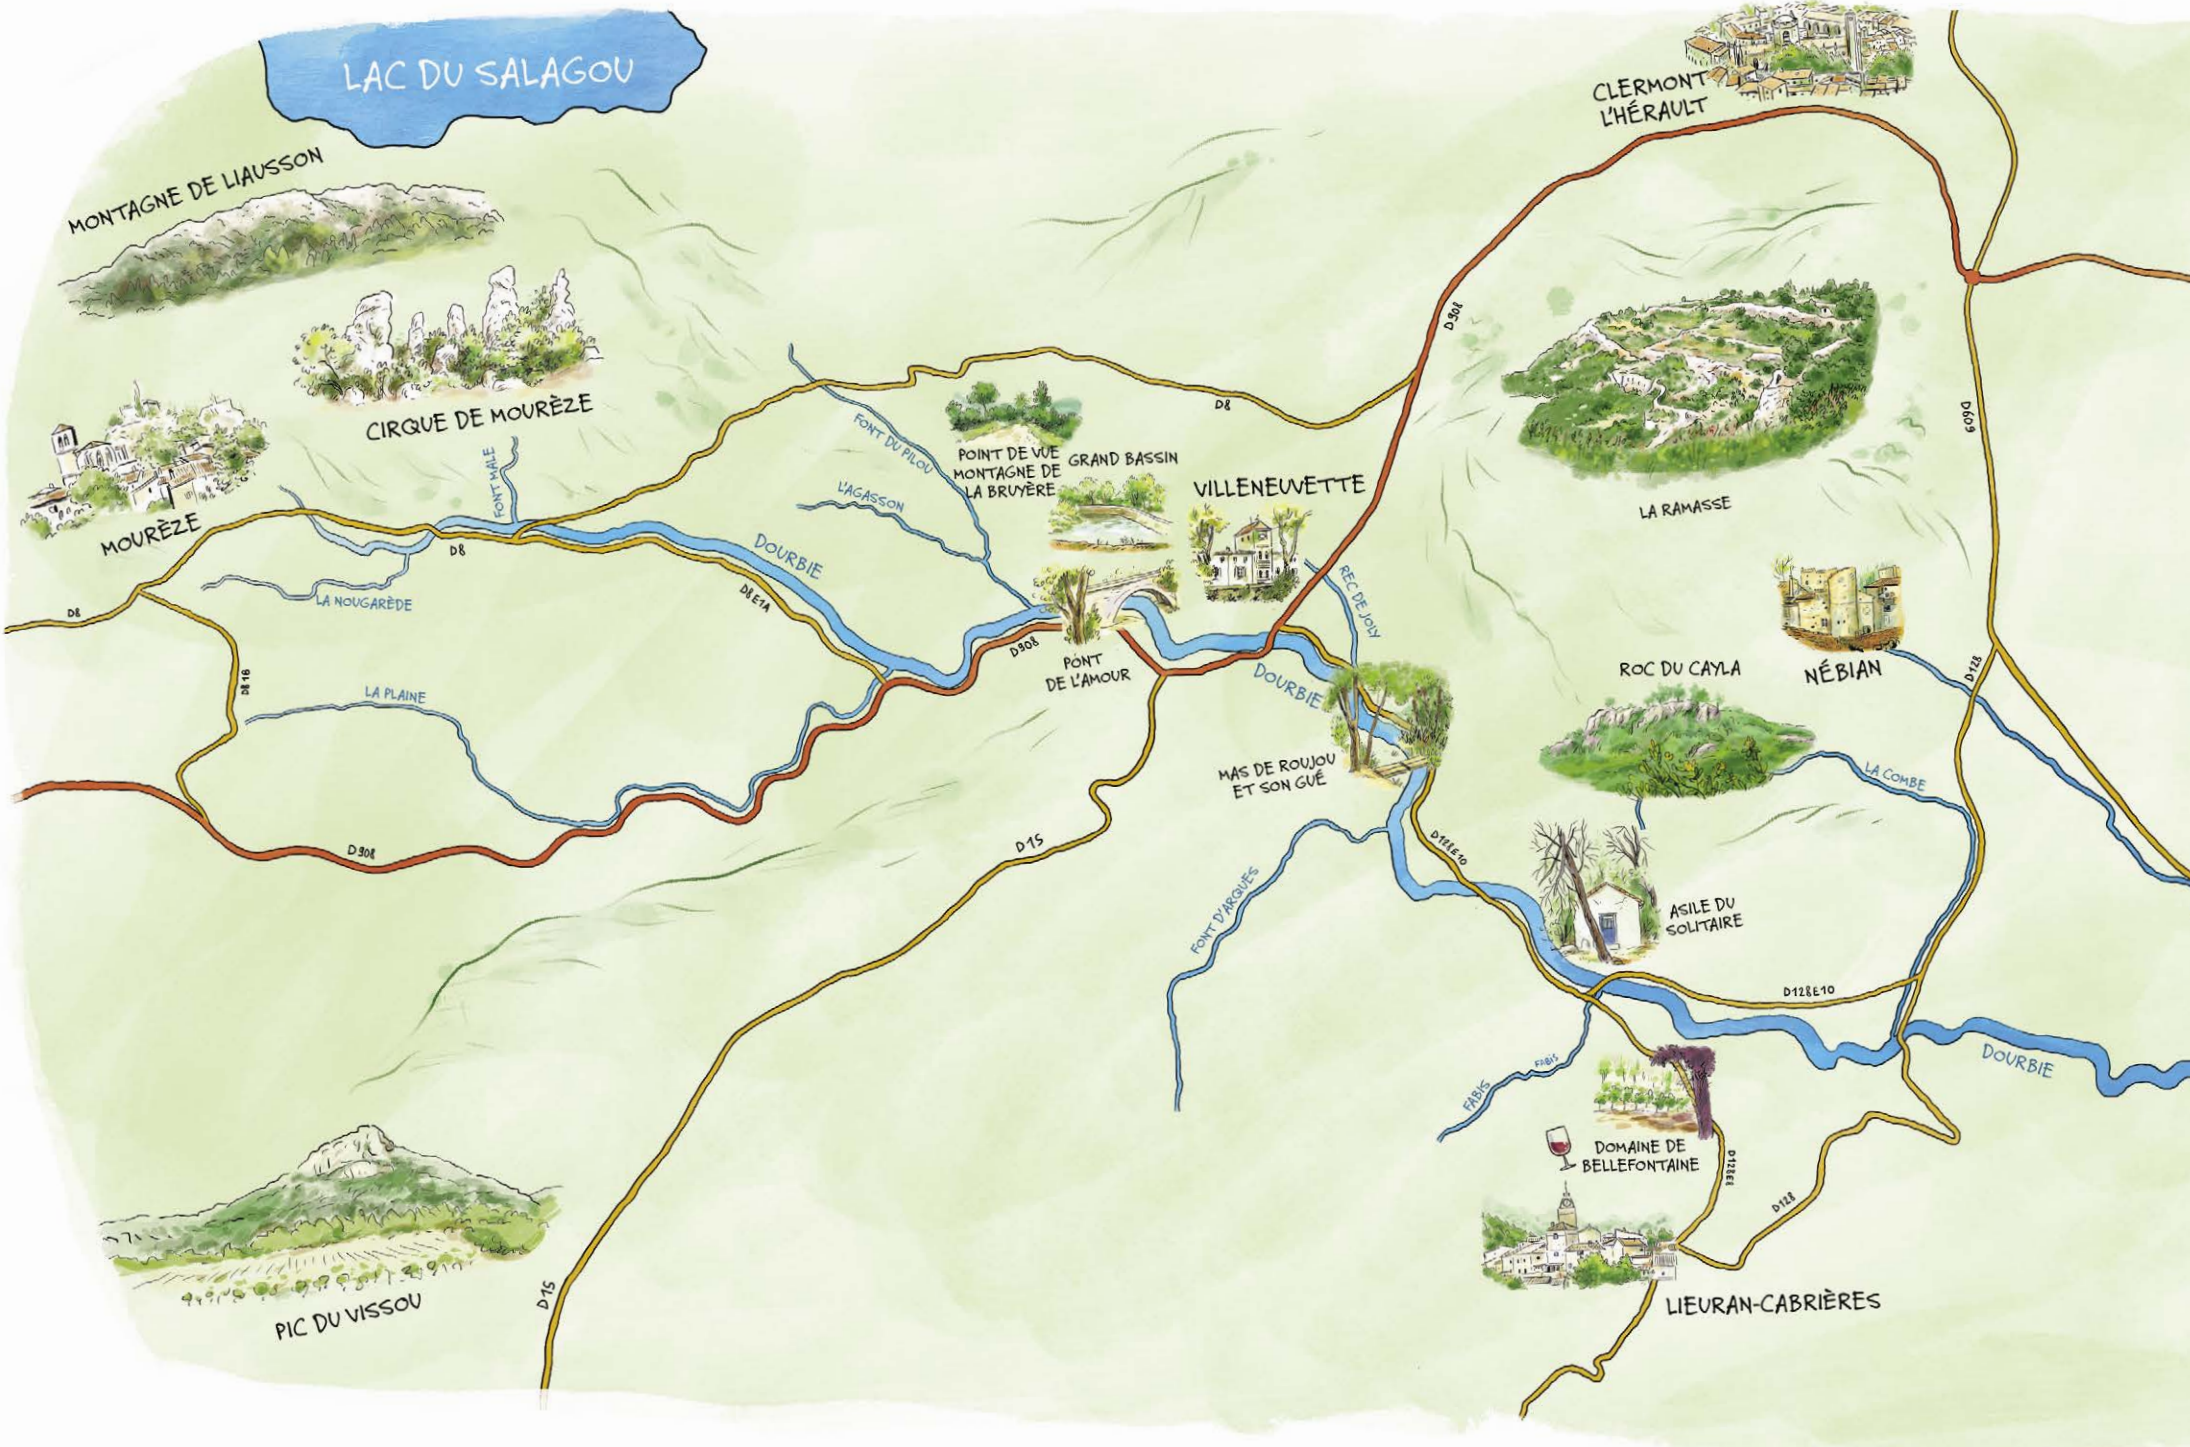 LAC DU SALAGOU
CLERMONT
L'HÉRAULT
MONTAGNE DE LIAUSSON
D908
CIRQUE DE MOURÈZE
D8
D609
FONT DU PILOU
POINT DE VUE
MONTAGNE DE
LA BRUYÈRE
GRAND BASSIN
FONT MALE
VILLENEUVETTE
L'AGASSON
LA RAMASSE
MOURÈZE
D8
DOURBIE
D8E1A
LA NOUGARÈDE
REC DE JOLY
D8
D908
PONT
DE L'AMOUR
DOURBIE
ROC DU CAYLA
NÉBIAN
D128
D816
LA PLAINE
MAS DE ROUJOU
ET SON GUÉ
LA COMBE
D908
D15
D128E10
FONT D'ARQUES
ASILE DU
SOLITAIRE
D128E10
DOURBIE
FABIS
FABIS
DOMAINE DE
BELLEFONTAINE
D128E8
D128
PIC DU VISSOU
D15
LIEURAN-CABRIÈRES